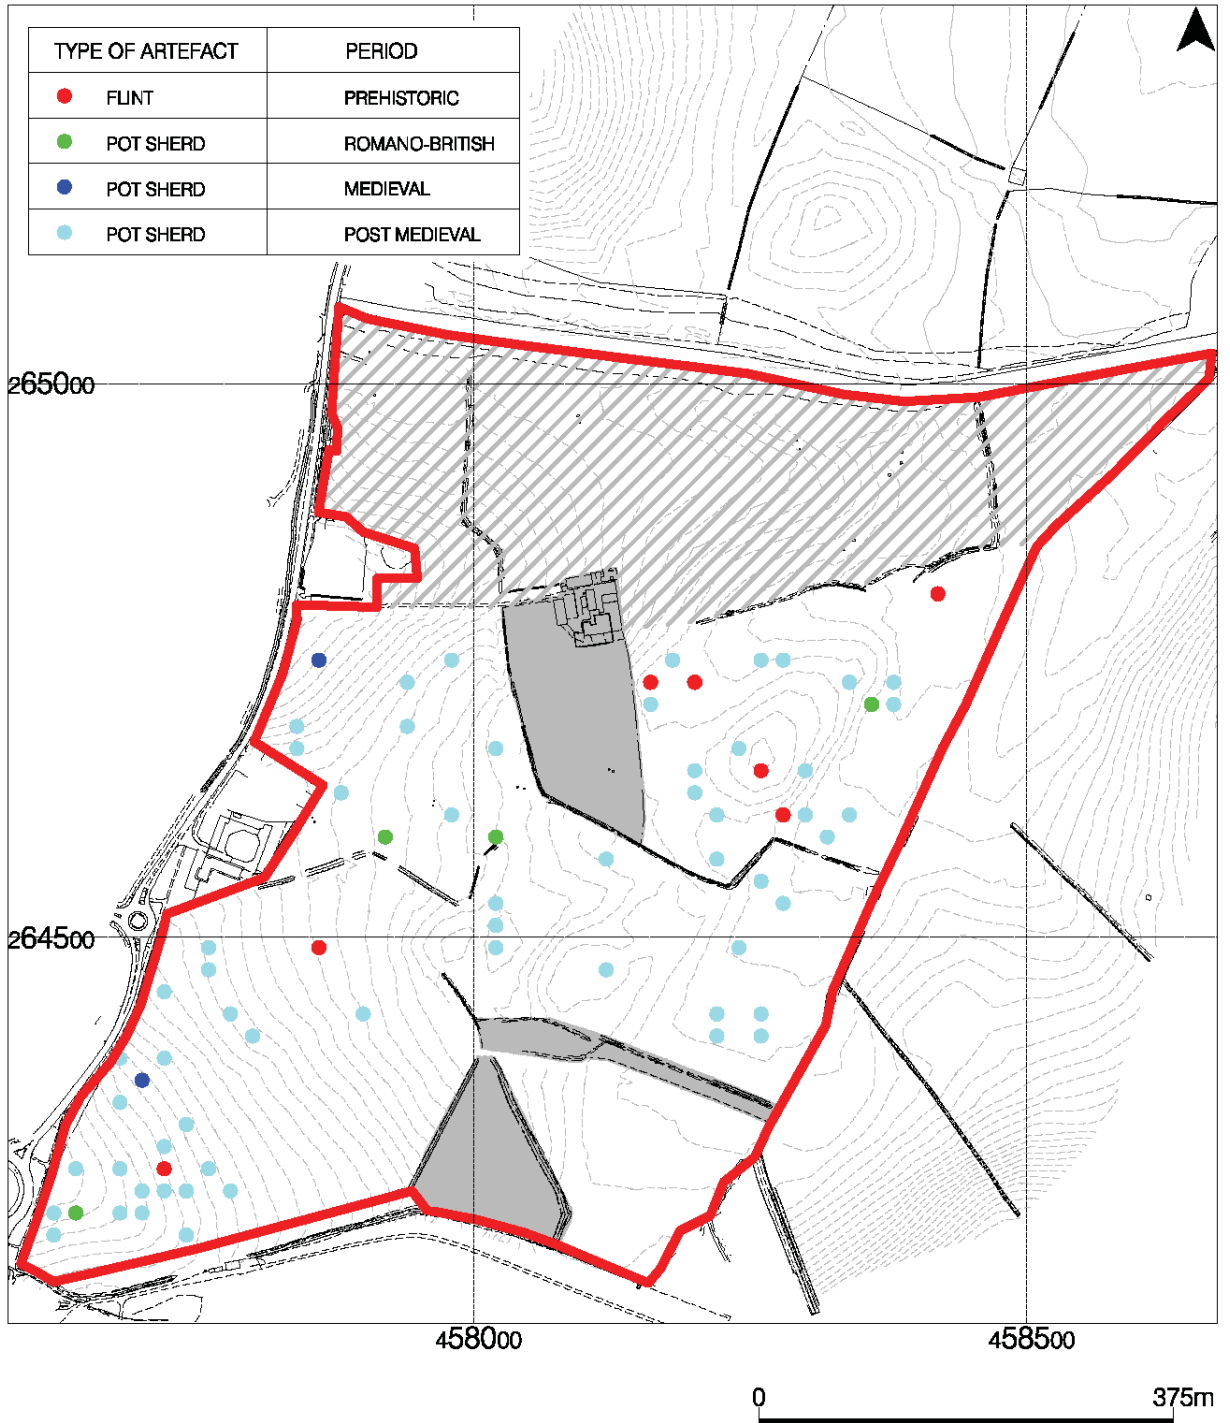 TYPE OF ARTEFACT PERIOD
FLINT PREHISTORIC
POT SHERD ROMANO-BRITISH
POT SHERD MEDIEVAL
POT SHERD POST MEDIEVAL
265000
264500
458000 458500
0 375m